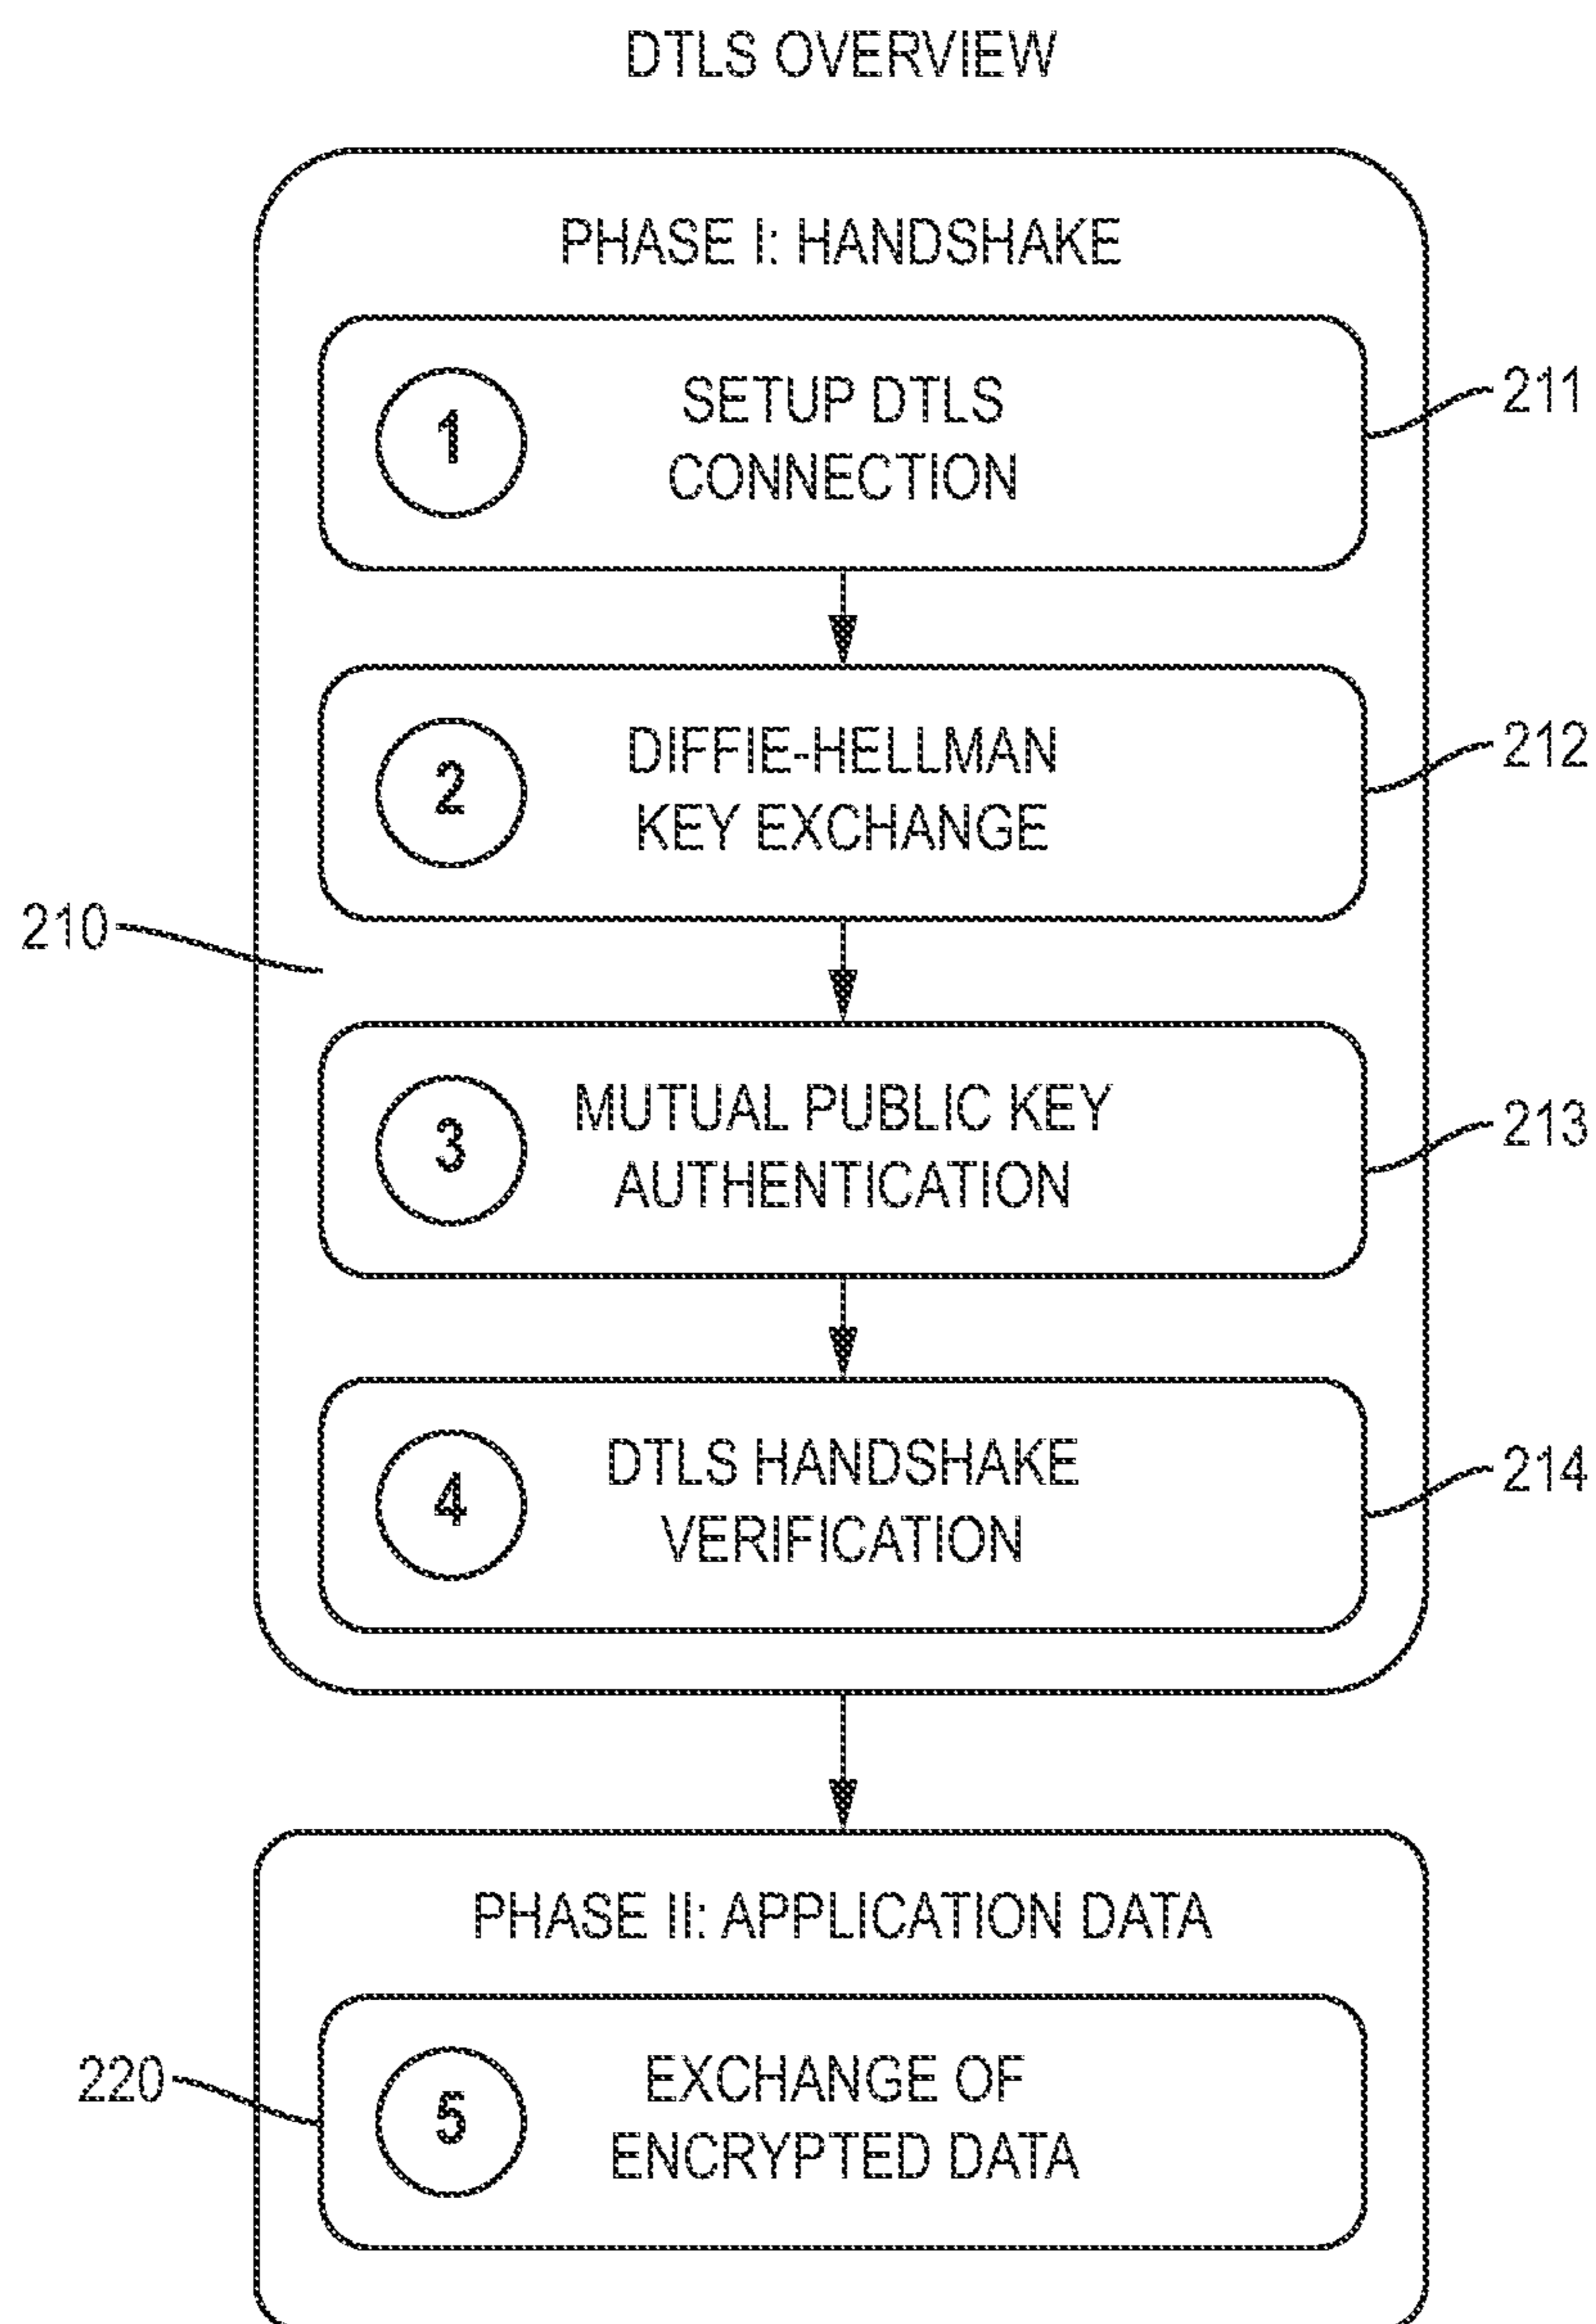 DTLS OVERVIEW
PHASE I: HANDSHAKE
1
SETUP DTLS
CONNECTION
211
2
DIFFIE-HELLMAN
KEY EXCHANGE
212
210
3
MUTUAL PUBLIC KEY
AUTHENTICATION
213
4
DTLS HANDSHAKE
VERIFICATION
214
PHASE II: APPLICATION DATA
220
5
EXCHANGE OF
ENCRYPTED DATA